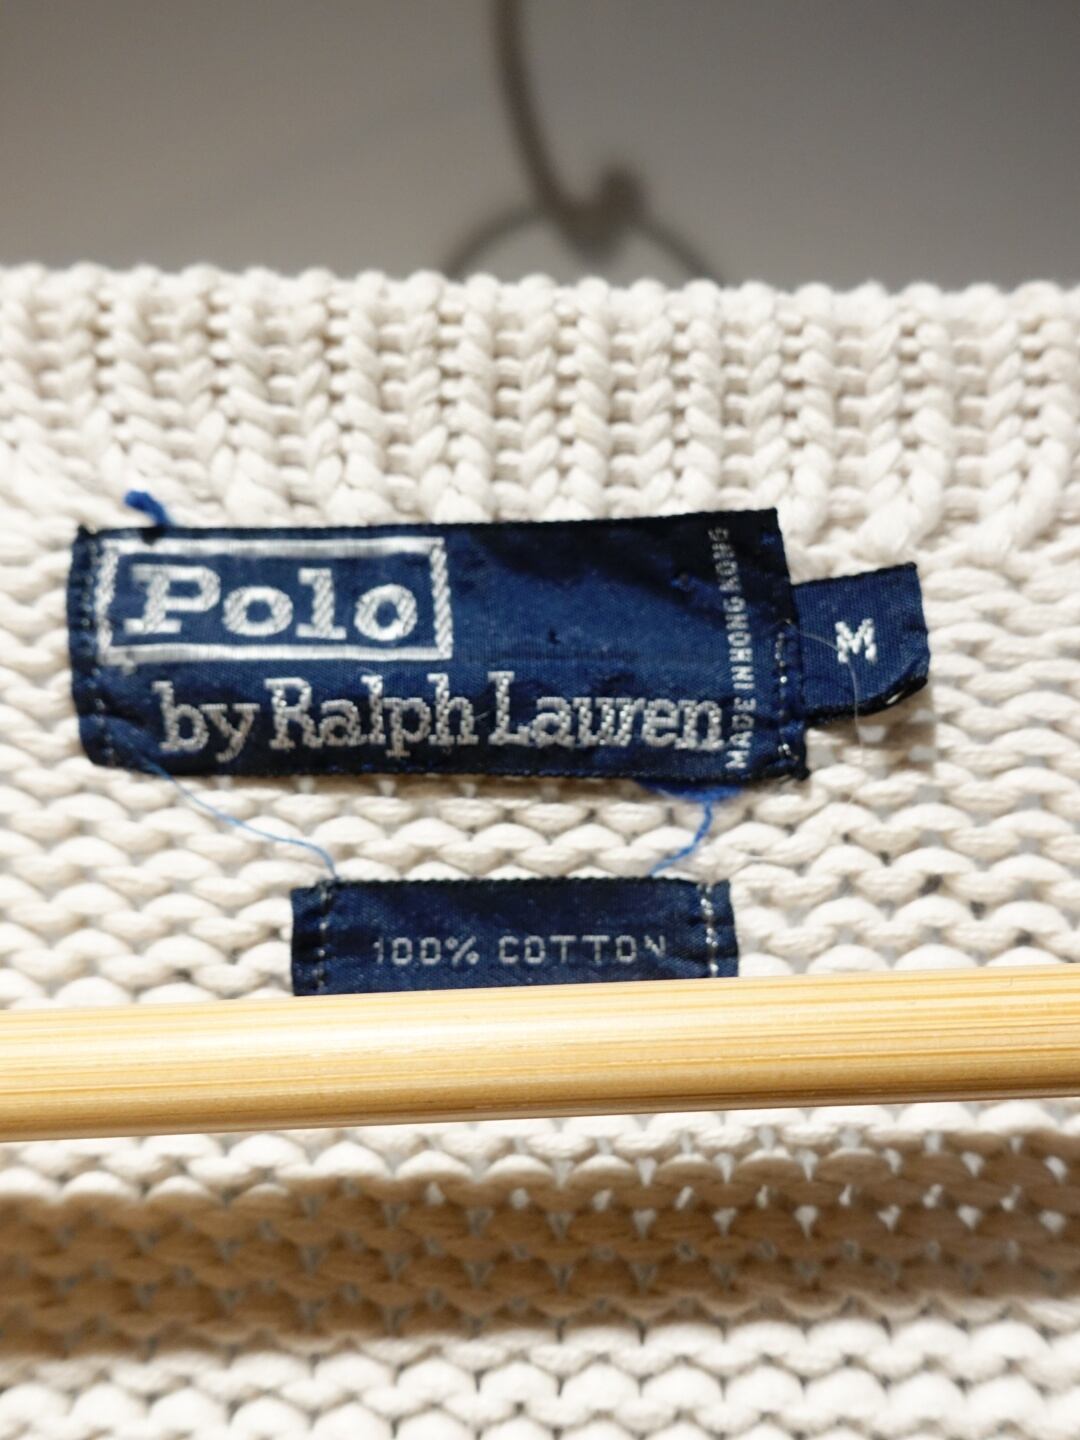 Polo
by Ralph Lauren
MADE IN HONG KONG
M
100% COTTON